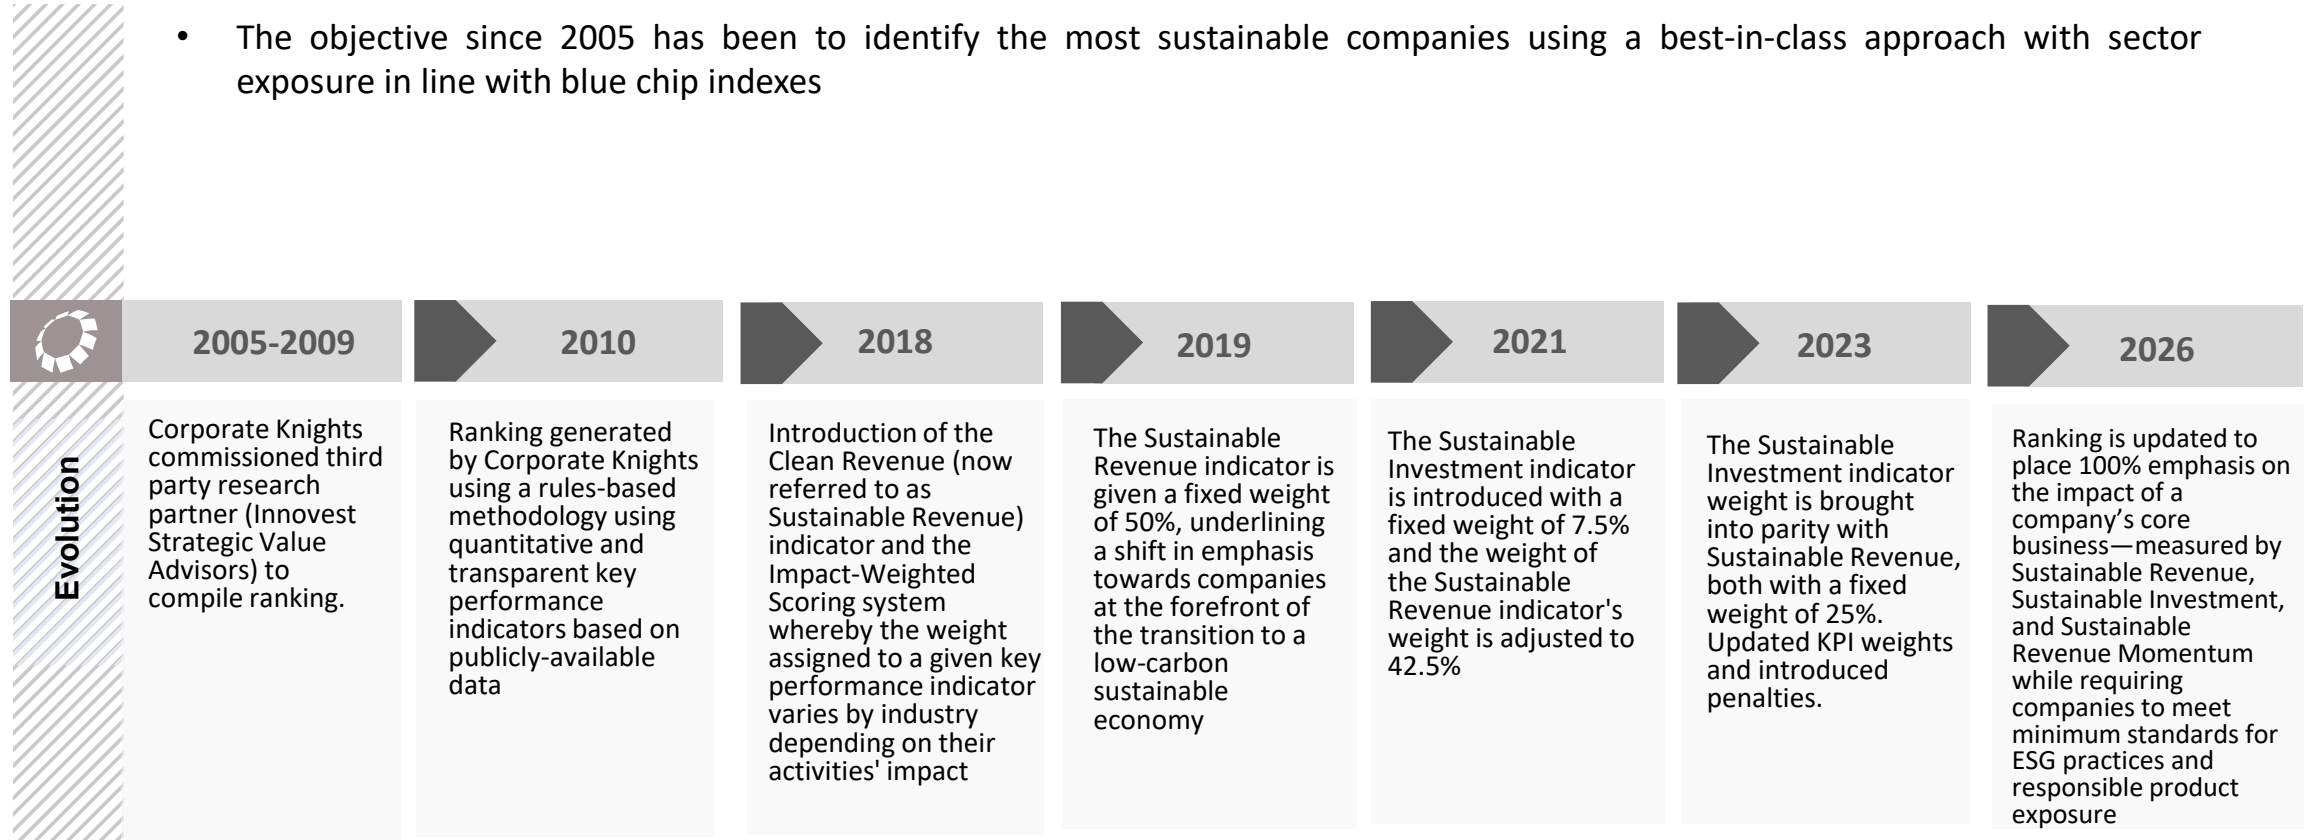 • The objective since 2005 has been to identify the most sustainable companies using a best-in-class approach with sector
exposure in line with blue chip indexes
Evolution
2005-2009
Corporate Knights
commissioned third
party research
partner (Innovest
Strategic Value
Advisors) to
compile ranking.
2010
Ranking generated
by Corporate Knights
using a rules-based
methodology using
quantitative and
transparent key
performance
indicators based on
publicly-available
data
2018
Introduction of the
Clean Revenue (now
referred to as
Sustainable Revenue)
indicator and the
Impact-Weighted
Scoring system
whereby the weight
assigned to a given key
performance indicator
varies by industry
depending on their
activities' impact
2019
The Sustainable
Revenue indicator is
given a fixed weight
of 50%, underlining
a shift in emphasis
towards companies
at the forefront of
the transition to a
low-carbon
sustainable
economy
2021
The Sustainable
Investment indicator
is introduced with a
fixed weight of 7.5%
and the weight of
the Sustainable
Revenue indicator's
weight is adjusted to
42.5%
2023
The Sustainable
Investment indicator
weight is brought
into parity with
Sustainable Revenue,
both with a fixed
weight of 25%.
Updated KPI weights
and introduced
penalties.
2026
Ranking is updated to
place 100% emphasis on
the impact of a
company’s core
business—measured by
Sustainable Revenue,
Sustainable Investment,
and Sustainable
Revenue Momentum
while requiring
companies to meet
minimum standards for
ESG practices and
responsible product
exposure